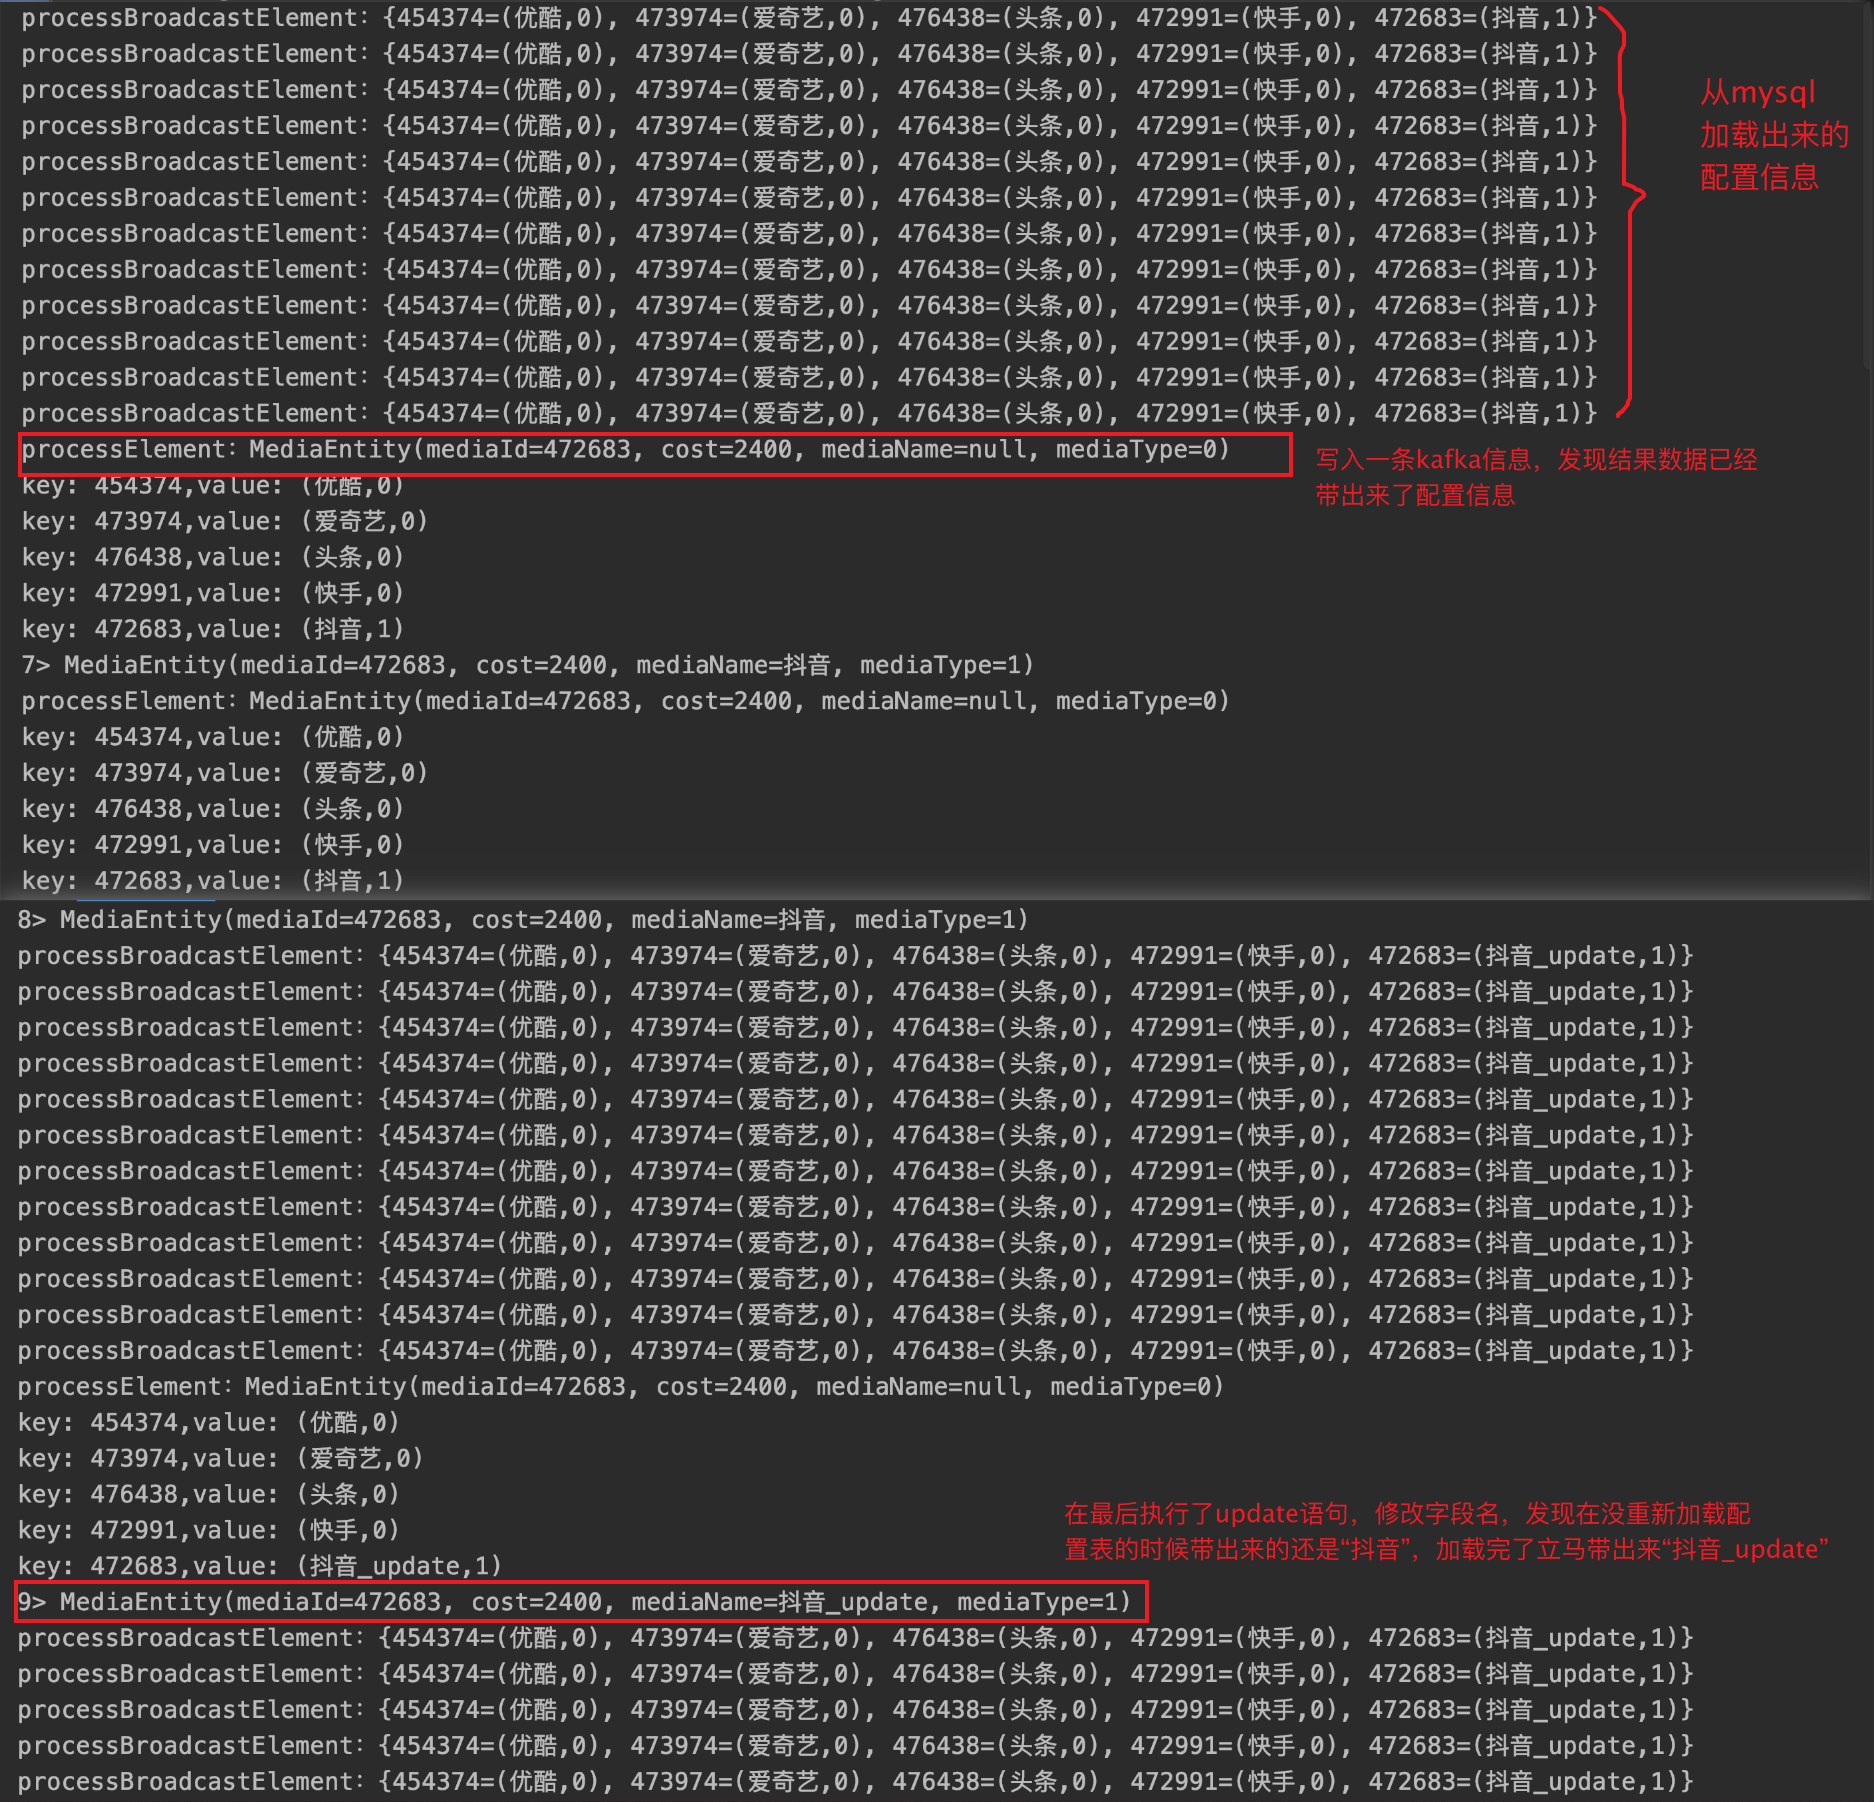 processBroadcastElement：{454374=(优酷,0), 473974=(爱奇艺,0), 476438=(头条,0), 472991=(快手,0), 472683=(抖音,1)}
processBroadcastElement：{454374=(优酷,0), 473974=(爱奇艺,0), 476438=(头条,0), 472991=(快手,0), 472683=(抖音,1)}
processBroadcastElement：{454374=(优酷,0), 473974=(爱奇艺,0), 476438=(头条,0), 472991=(快手,0), 472683=(抖音,1)}
processBroadcastElement：{454374=(优酷,0), 473974=(爱奇艺,0), 476438=(头条,0), 472991=(快手,0), 472683=(抖音,1)}
processBroadcastElement：{454374=(优酷,0), 473974=(爱奇艺,0), 476438=(头条,0), 472991=(快手,0), 472683=(抖音,1)}
processBroadcastElement：{454374=(优酷,0), 473974=(爱奇艺,0), 476438=(头条,0), 472991=(快手,0), 472683=(抖音,1)}
processBroadcastElement：{454374=(优酷,0), 473974=(爱奇艺,0), 476438=(头条,0), 472991=(快手,0), 472683=(抖音,1)}
processBroadcastElement：{454374=(优酷,0), 473974=(爱奇艺,0), 476438=(头条,0), 472991=(快手,0), 472683=(抖音,1)}
processBroadcastElement：{454374=(优酷,0), 473974=(爱奇艺,0), 476438=(头条,0), 472991=(快手,0), 472683=(抖音,1)}
processBroadcastElement：{454374=(优酷,0), 473974=(爱奇艺,0), 476438=(头条,0), 472991=(快手,0), 472683=(抖音,1)}
processBroadcastElement：{454374=(优酷,0), 473974=(爱奇艺,0), 476438=(头条,0), 472991=(快手,0), 472683=(抖音,1)}
processBroadcastElement：{454374=(优酷,0), 473974=(爱奇艺,0), 476438=(头条,0), 472991=(快手,0), 472683=(抖音,1)}
从mysql
加载出来的
配置信息
processElement：MediaEntity(mediaId=472683, cost=2400, mediaName=null, mediaType=0)
写入一条kafka信息，发现结果数据已经
带出来了配置信息
key: 454374,value: (优酷,0)
key: 473974,value: (爱奇艺,0)
key: 476438,value: (头条,0)
key: 472991,value: (快手,0)
key: 472683,value: (抖音,1)
7> MediaEntity(mediaId=472683, cost=2400, mediaName=抖音, mediaType=1)
processElement：MediaEntity(mediaId=472683, cost=2400, mediaName=null, mediaType=0)
key: 454374,value: (优酷,0)
key: 473974,value: (爱奇艺,0)
key: 476438,value: (头条,0)
key: 472991,value: (快手,0)
key: 472683,value: (抖音,1)
8> MediaEntity(mediaId=472683, cost=2400, mediaName=抖音, mediaType=1)
processBroadcastElement：{454374=(优酷,0), 473974=(爱奇艺,0), 476438=(头条,0), 472991=(快手,0), 472683=(抖音_update,1)}
processBroadcastElement：{454374=(优酷,0), 473974=(爱奇艺,0), 476438=(头条,0), 472991=(快手,0), 472683=(抖音_update,1)}
processBroadcastElement：{454374=(优酷,0), 473974=(爱奇艺,0), 476438=(头条,0), 472991=(快手,0), 472683=(抖音_update,1)}
processBroadcastElement：{454374=(优酷,0), 473974=(爱奇艺,0), 476438=(头条,0), 472991=(快手,0), 472683=(抖音_update,1)}
processBroadcastElement：{454374=(优酷,0), 473974=(爱奇艺,0), 476438=(头条,0), 472991=(快手,0), 472683=(抖音_update,1)}
processBroadcastElement：{454374=(优酷,0), 473974=(爱奇艺,0), 476438=(头条,0), 472991=(快手,0), 472683=(抖音_update,1)}
processBroadcastElement：{454374=(优酷,0), 473974=(爱奇艺,0), 476438=(头条,0), 472991=(快手,0), 472683=(抖音_update,1)}
processBroadcastElement：{454374=(优酷,0), 473974=(爱奇艺,0), 476438=(头条,0), 472991=(快手,0), 472683=(抖音_update,1)}
processBroadcastElement：{454374=(优酷,0), 473974=(爱奇艺,0), 476438=(头条,0), 472991=(快手,0), 472683=(抖音_update,1)}
processBroadcastElement：{454374=(优酷,0), 473974=(爱奇艺,0), 476438=(头条,0), 472991=(快手,0), 472683=(抖音_update,1)}
processBroadcastElement：{454374=(优酷,0), 473974=(爱奇艺,0), 476438=(头条,0), 472991=(快手,0), 472683=(抖音_update,1)}
processBroadcastElement：{454374=(优酷,0), 473974=(爱奇艺,0), 476438=(头条,0), 472991=(快手,0), 472683=(抖音_update,1)}
processElement：MediaEntity(mediaId=472683, cost=2400, mediaName=null, mediaType=0)
key: 454374,value: (优酷,0)
key: 473974,value: (爱奇艺,0)
key: 476438,value: (头条,0)
key: 472991,value: (快手,0)
key: 472683,value: (抖音_update,1)
在最后执行了update语句，修改字段名，发现在没重新加载配
置表的时候带出来的还是“抖音”，加载完了立马带出来“抖音_update”
9> MediaEntity(mediaId=472683, cost=2400, mediaName=抖音_update, mediaType=1)
processBroadcastElement：{454374=(优酷,0), 473974=(爱奇艺,0), 476438=(头条,0), 472991=(快手,0), 472683=(抖音_update,1)}
processBroadcastElement：{454374=(优酷,0), 473974=(爱奇艺,0), 476438=(头条,0), 472991=(快手,0), 472683=(抖音_update,1)}
processBroadcastElement：{454374=(优酷,0), 473974=(爱奇艺,0), 476438=(头条,0), 472991=(快手,0), 472683=(抖音_update,1)}
processBroadcastElement：{454374=(优酷,0), 473974=(爱奇艺,0), 476438=(头条,0), 472991=(快手,0), 472683=(抖音_update,1)}
processBroadcastElement：{454374=(优酷,0), 473974=(爱奇艺,0), 476438=(头条,0), 472991=(快手,0), 472683=(抖音_update,1)}